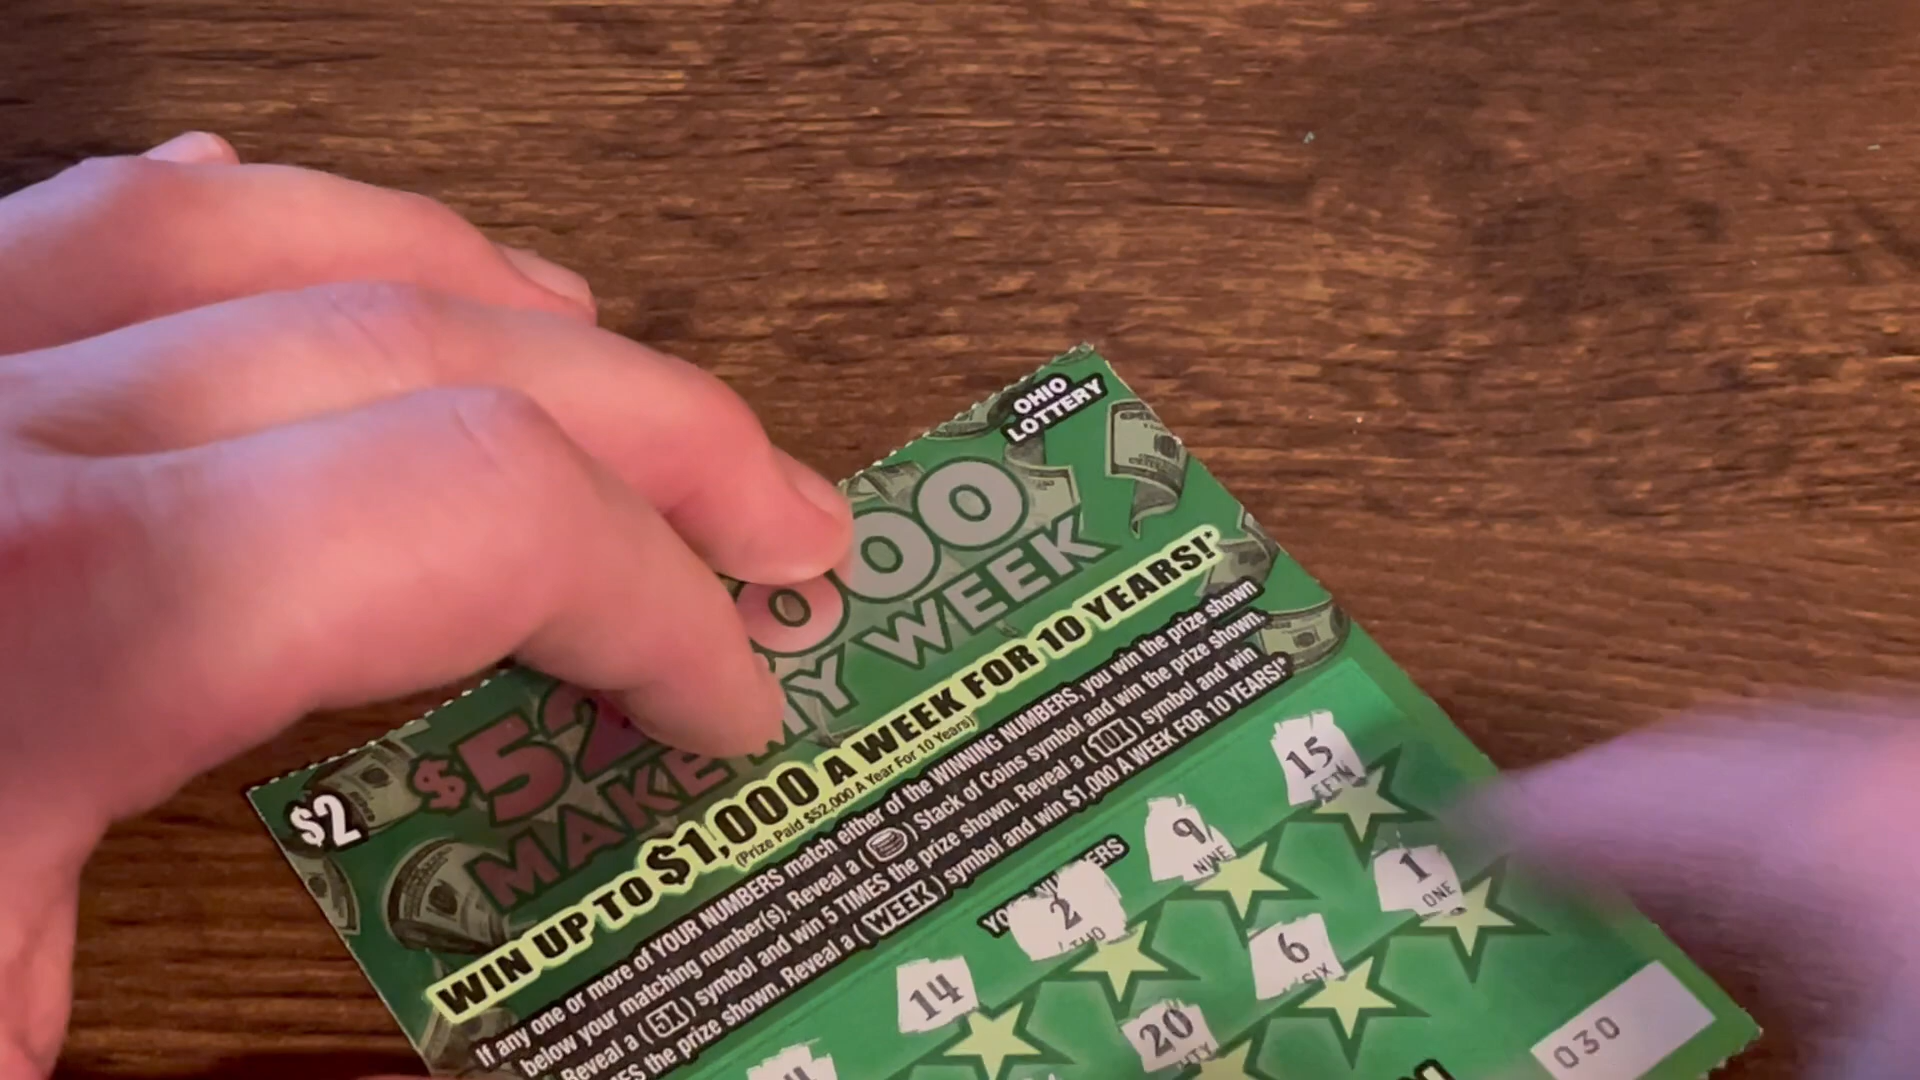 OHIO
LOTTERY
$2
MY WEEK
WIN UP TO $1,000 A WEEK FOR 10 YEARS!*
(Prize Paid $52,000 A Year For 10 Years)
If any one or more of YOUR NUMBERS match either of the WINNING NUMBERS, you win the prize shown
below your matching number(s). Reveal a ( ) Stack of Coins symbol and win the prize shown.
Reveal a (5X) symbol and win 5 TIMES the prize shown. Reveal a (10X) symbol and win
the prize shown. Reveal a (WEEK) symbol and win $1,000 A WEEK FOR 10 YEARS!*
15
9
NINE
2
TWO
14
1
ONE
6
SIX
20
030